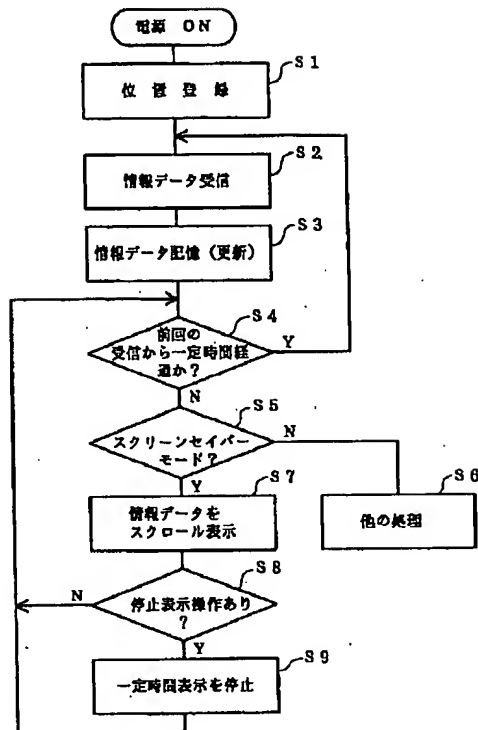 電源 ON
S1
位置登録
S2
情報データ受信
S3
情報データ記憶(更新)
S4
前回の
受信から一定時間経
過か?
Y
N
S5
スクリーンセイバー
モード?
N
Y
S7
情報データを
スクロール表示
S6
他の処理
S8
停止表示操作あり
?
N
Y
S9
一定時間表示を停止